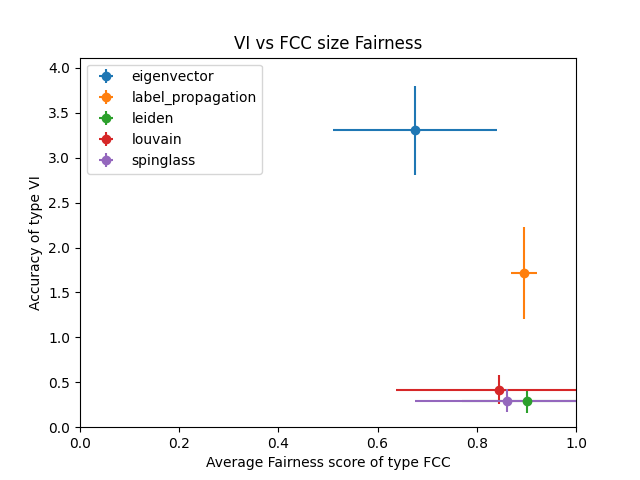 VI vs FCC size Fairness
eigenvector
label_propagation
leiden
louvain
spinglass
Accuracy of type VI
4.0
3.5
3.0
2.5
2.0
1.5
1.0
0.5
0.0
0.0 0.2 0.4 0.6 0.8 1.0
Average Fairness score of type FCC